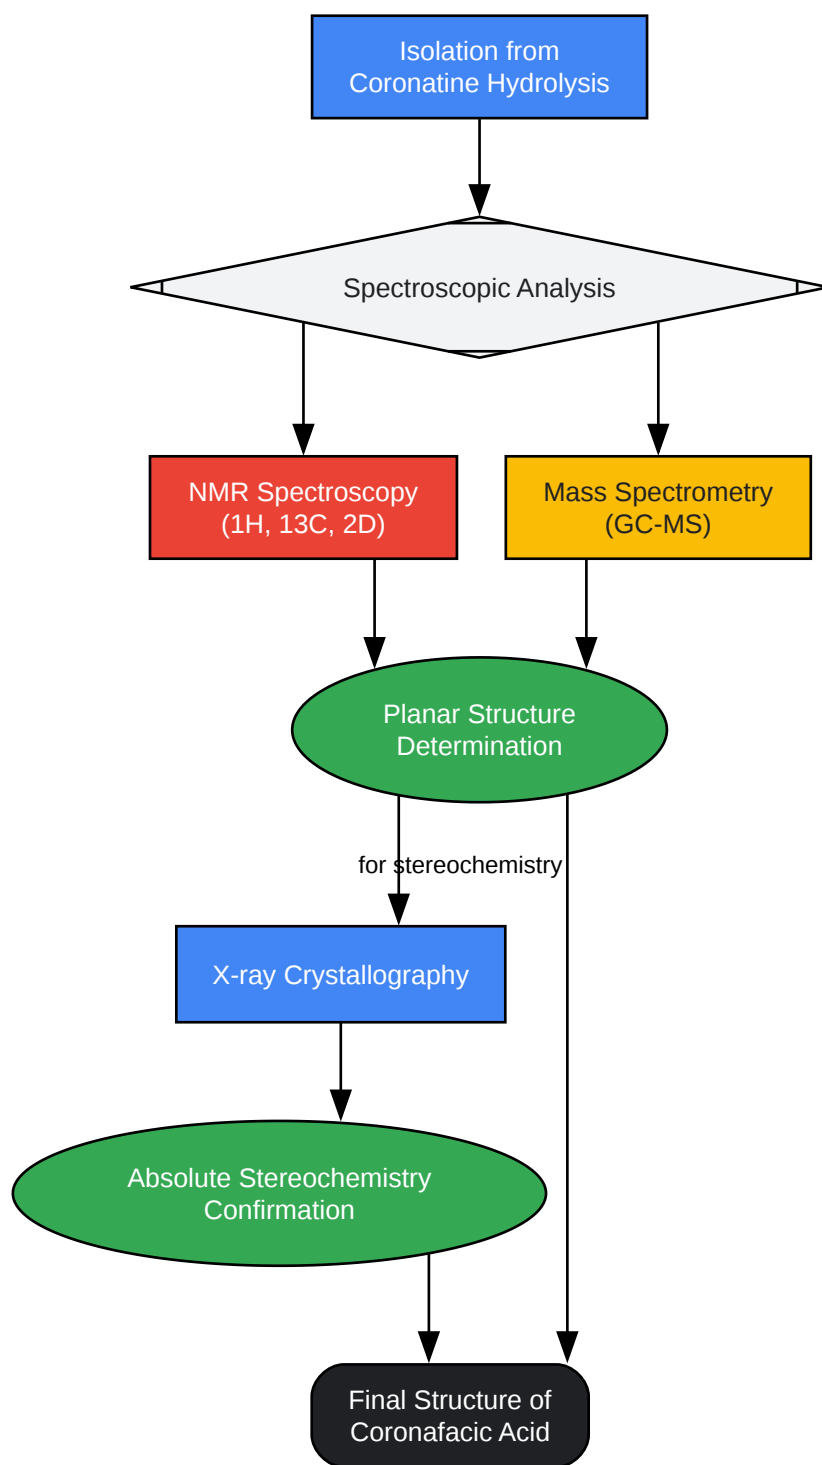 Isolation from
Coronatine Hydrolysis
Spectroscopic Analysis
NMR Spectroscopy
(1H, 13C, 2D)
Mass Spectrometry
(GC-MS)
Planar Structure
Determination
for stereochemistry
X-ray Crystallography
Absolute Stereochemistry
Confirmation
Final Structure of
Coronafacic Acid